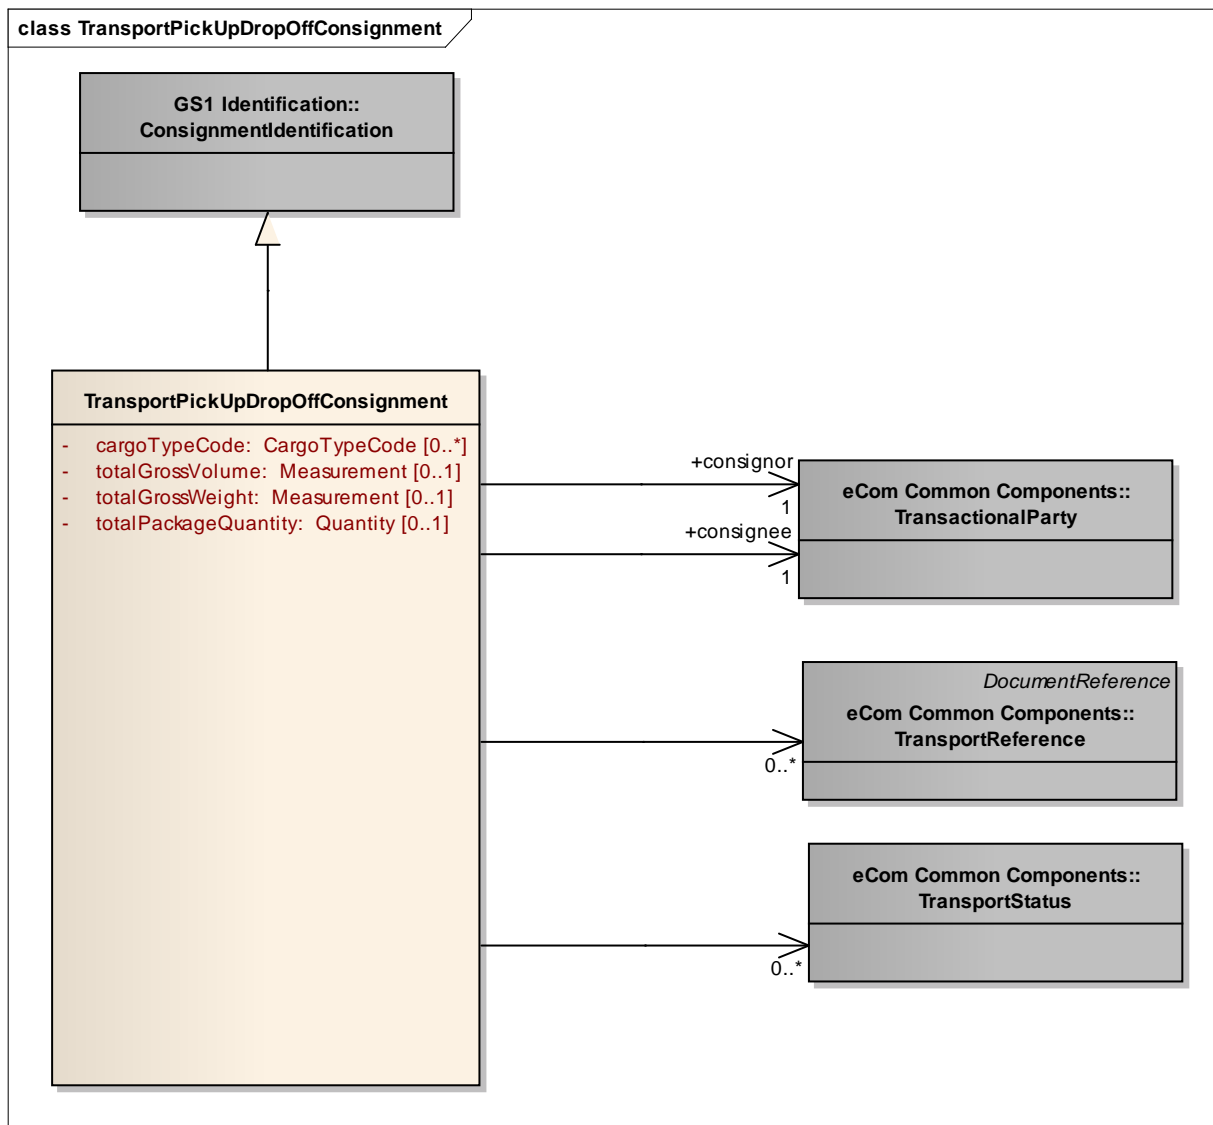 class TransportPickUpDropOffConsignment
GS1 Identification::
ConsignmentIdentification
TransportPickUpDropOffConsignment
- cargoTypeCode: CargoTypeCode [0..*]
- totalGrossVolume: Measurement [0..1]
- totalGrossWeight: Measurement [0..1]
- totalPackageQuantity: Quantity [0..1]
+consignor
1
+consignee
1
eCom Common Components::
TransactionalParty
DocumentReference
eCom Common Components::
TransportReference
0..*
eCom Common Components::
TransportStatus
0..*